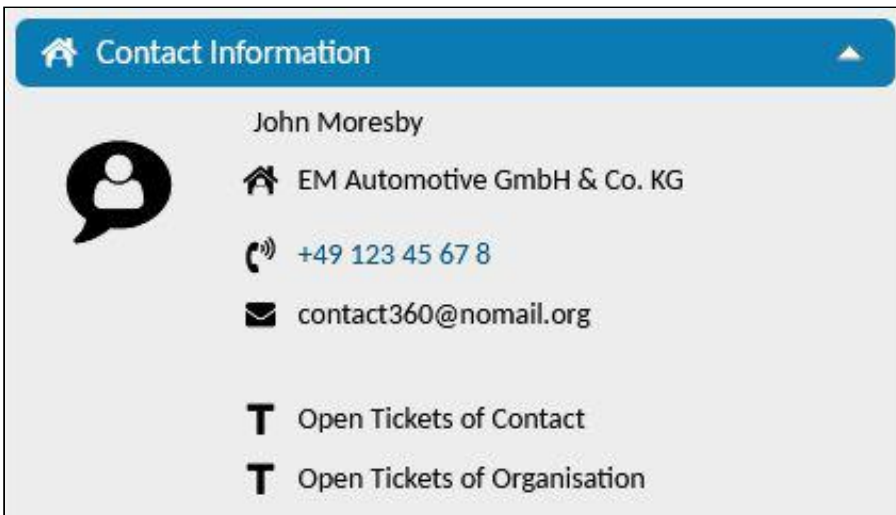 Contact Information
John Moresby
EM Automotive GmbH & Co. KG
+49 123 45 67 8
contact360@nomail.org
Open Tickets of Contact
Open Tickets of Organisation